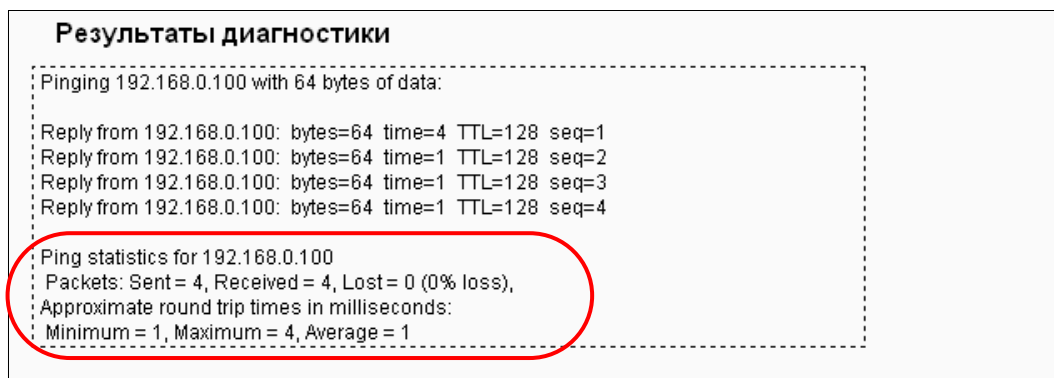 Результаты диагностики
Pinging 192.168.0.100 with 64 bytes of data:
Reply from 192.168.0.100: bytes=64 time=4 TTL=128 seq=1
Reply from 192.168.0.100: bytes=64 time=1 TTL=128 seq=2
Reply from 192.168.0.100: bytes=64 time=1 TTL=128 seq=3
Reply from 192.168.0.100: bytes=64 time=1 TTL=128 seq=4
Ping statistics for 192.168.0.100
Packets: Sent = 4, Received = 4, Lost = 0 (0% loss),
Approximate round trip times in milliseconds:
Minimum = 1, Maximum = 4, Average = 1